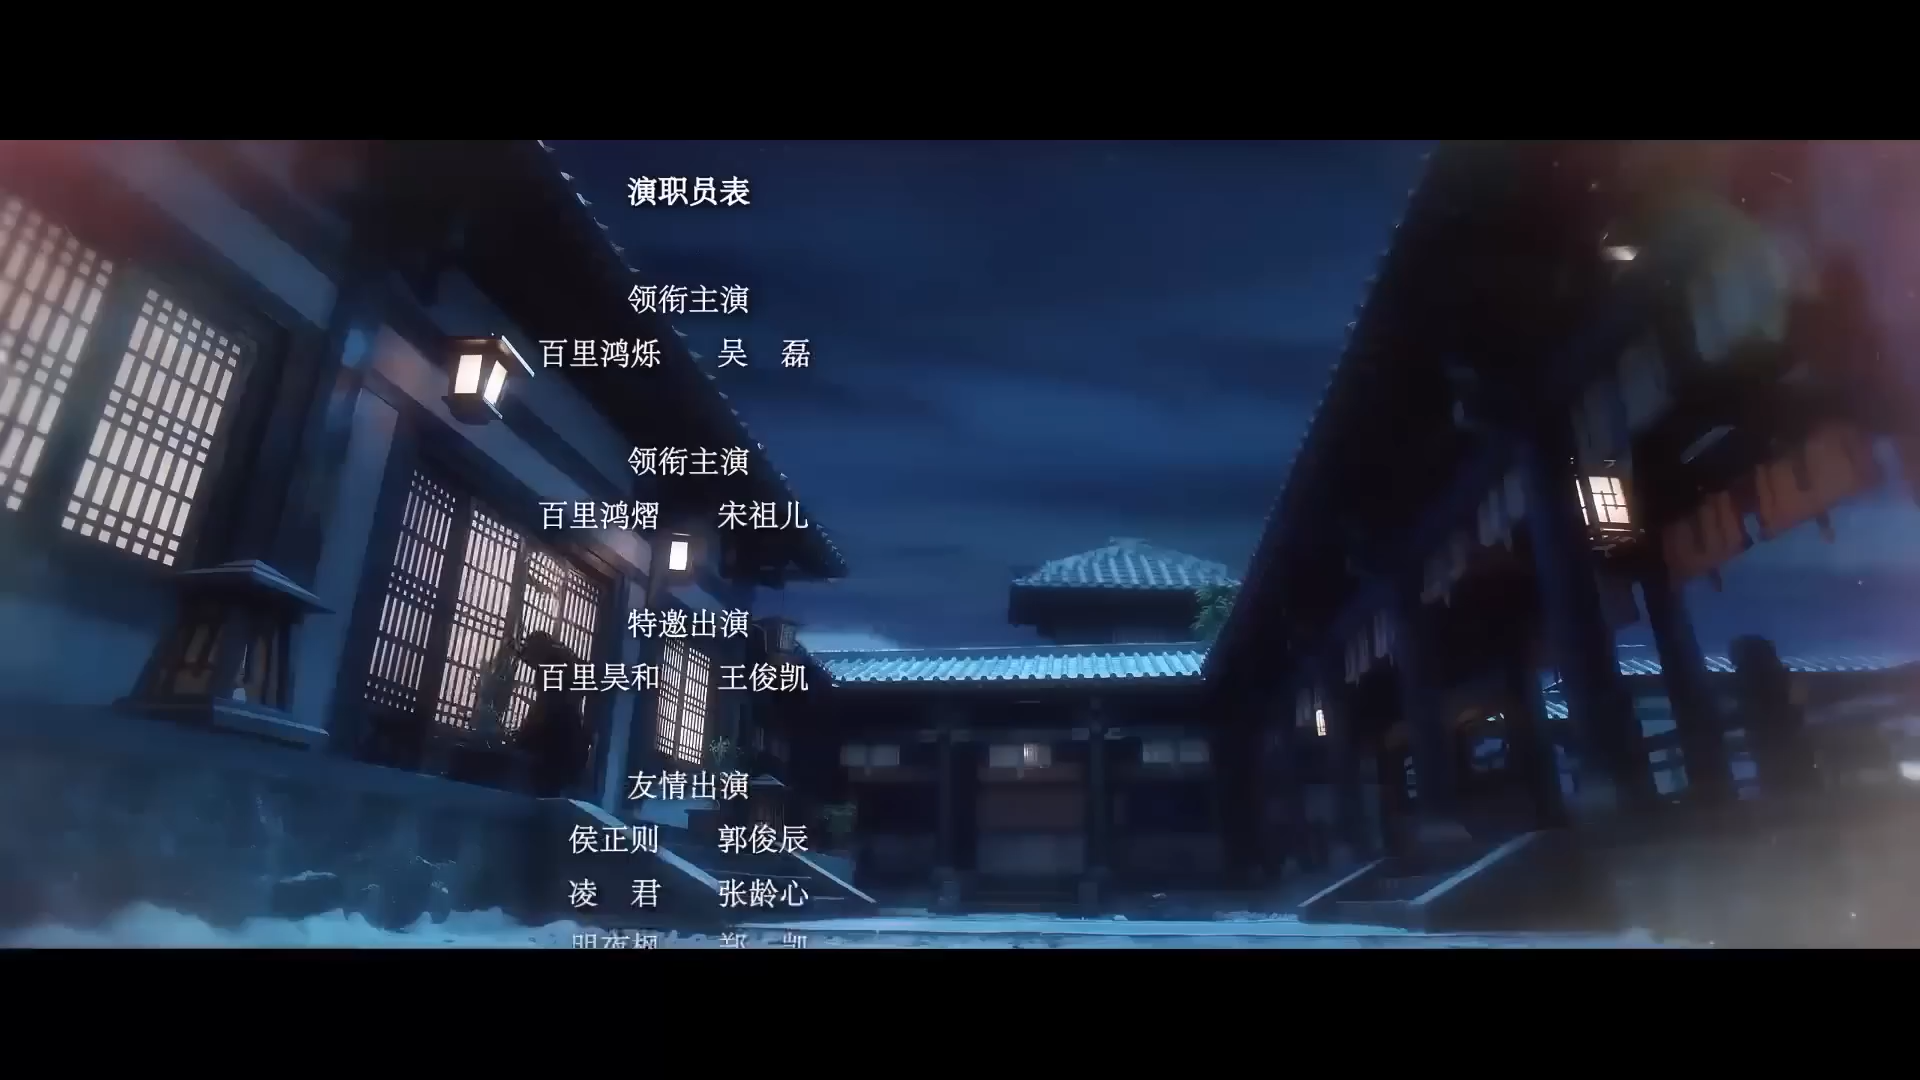 演职员表
领衔主演
百里鸿烁 吴 磊
领衔主演
百里鸿熠 宋祖儿
特邀出演
百里昊和 王俊凯
友情出演
侯正则 郭俊辰
凌 君 张龄心